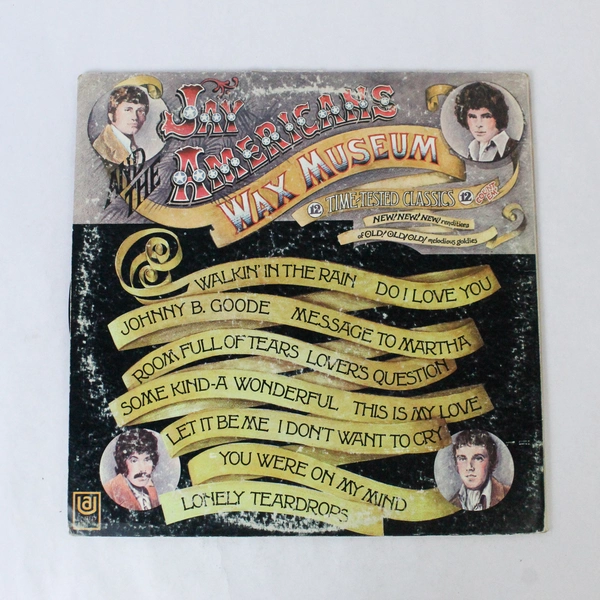 JAY
AND THE
AMERICANS
WAX MUSEUM
12 TIME-TESTED CLASSICS 12
NEW! NEW! NEW! renditions
of OLD! OLD! OLD! melodious goldies
WALKIN' IN THE RAIN DO I LOVE YOU
JOHNNY B. GOODE MESSAGE TO MARTHA
ROOM FULL OF TEARS LOVER'S QUESTION
SOME KIND-A WONDERFUL THIS IS MY LOVE
LET IT BE ME I DON'T WANT TO CRY
YOU WERE ON MY MIND
LONELY TEARDROPS